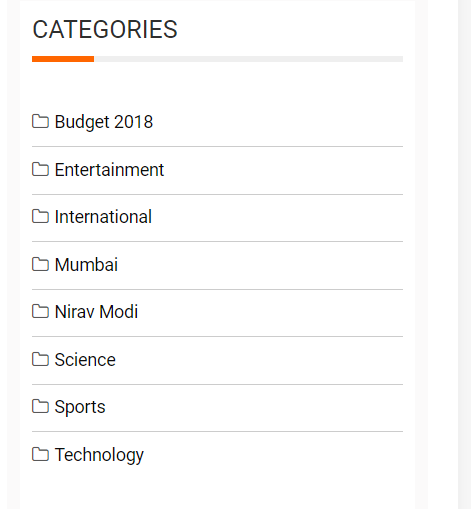 CATEGORIES
Budget 2018
Entertainment
International
Mumbai
Nirav Modi
Science
Sports
Technology